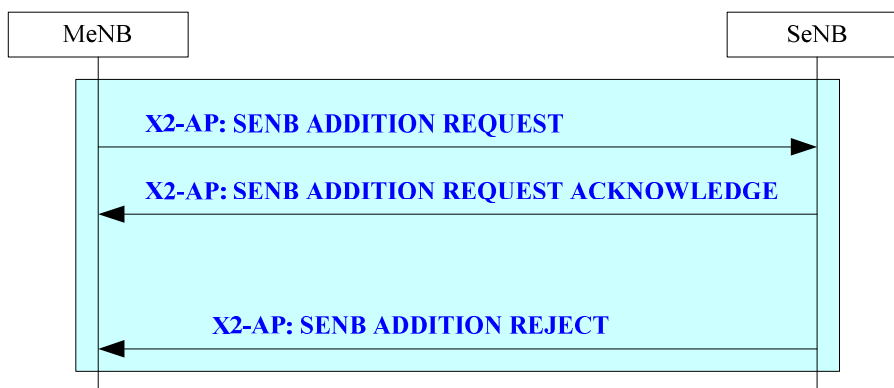 MeNB
SeNB
X2-AP: SENB ADDITION REQUEST
X2-AP: SENB ADDITION REQUEST ACKNOWLEDGE
X2-AP: SENB ADDITION REJECT